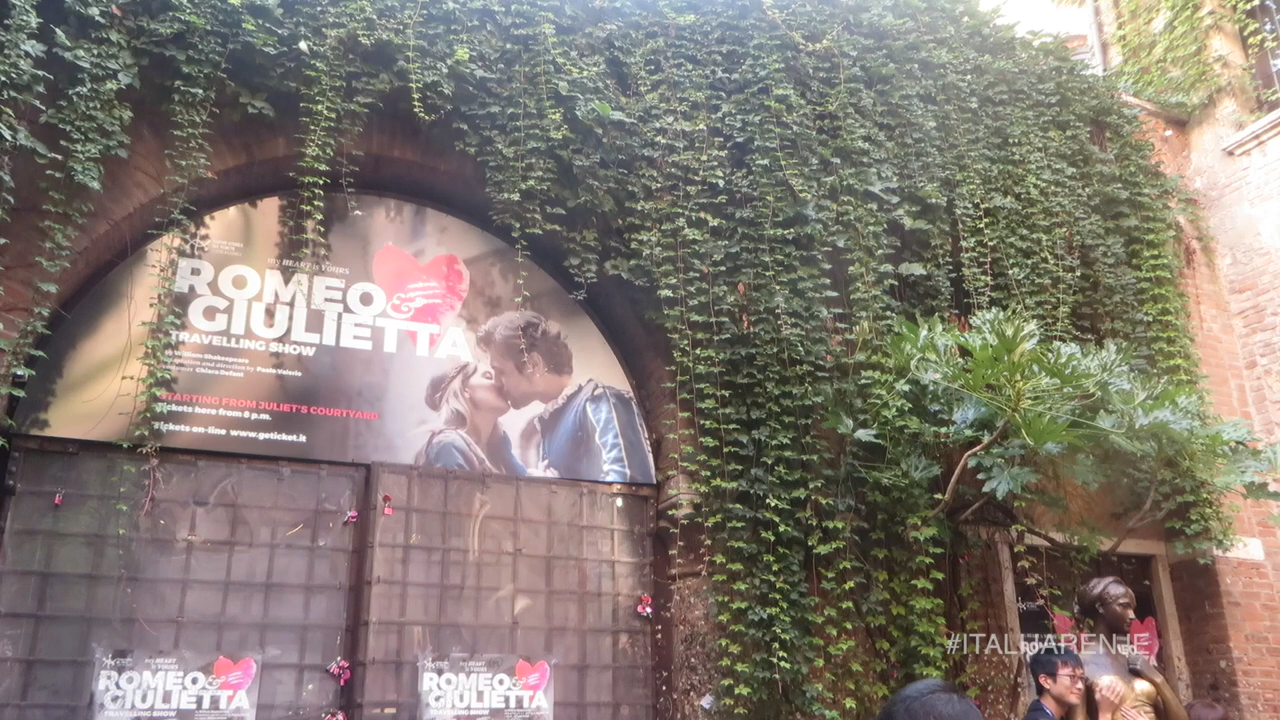 my HEART is YOURS
ROMEO
& GIULIETTA
TRAVELLING SHOW
by William Shakespeare
adaptation and direction by Paolo Valerio
Chiara Defant
STARTING FROM JULIET'S COURTYARD
Tickets here from 8 p.m.
Tickets on-line www.geticket.it
#ITALIJARENJE
my HEART
is YOURS
ROMEO&
GIULIETTA
TRAVELLING SHOW
my HEART
is YOURS
ROMEO&
GIULIETTA
TRAVELLING SHOW